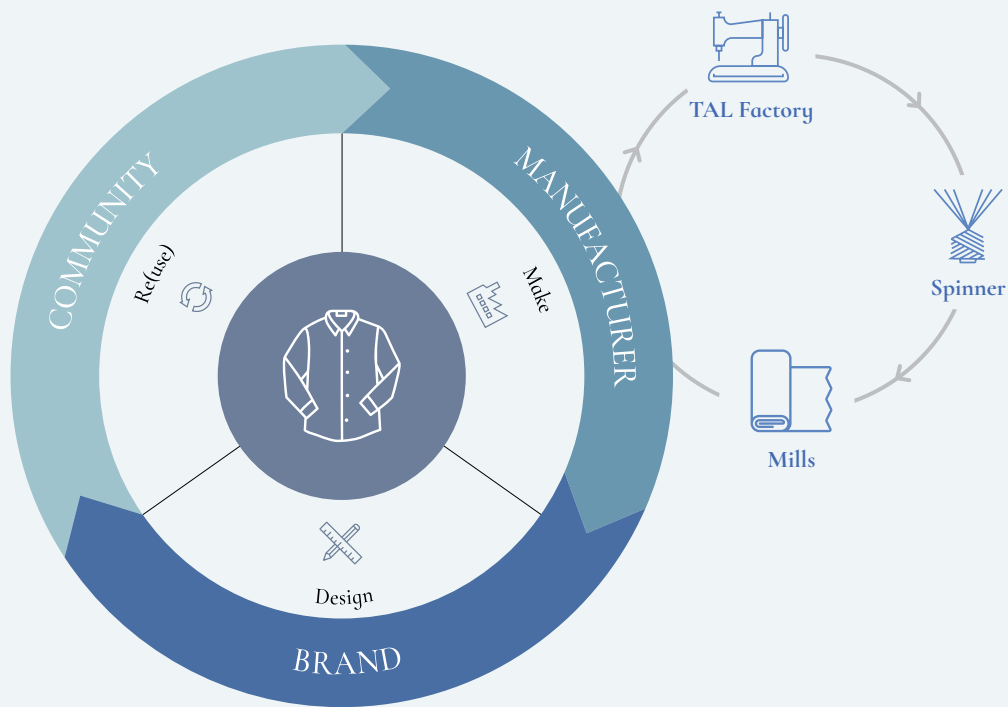 TAL Factory
COMMUNITY
MANUFACTURER
Re(use)
Make
Spinner
Mills
Design
BRAND